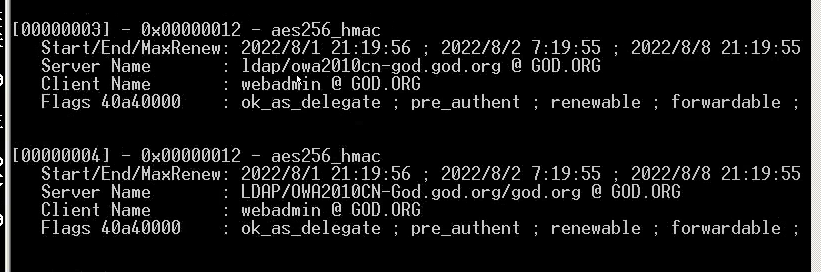 [00000003] - 0x00000012 - aes256_hmac
Start/End/MaxRenew: 2022/8/1 21:19:56 ; 2022/8/2 7:19:55 ; 2022/8/8 21:19:55
Server Name : ldap/owa2010cn-god.god.org @ GOD.ORG
Client Name : webadmin @ GOD.ORG
Flags 40a40000 : ok_as_delegate ; pre_authent ; renewable ; forwardable ;
[00000004] - 0x00000012 - aes256_hmac
Start/End/MaxRenew: 2022/8/1 21:19:56 ; 2022/8/2 7:19:55 ; 2022/8/8 21:19:55
Server Name : LDAP/OWA2010CN-God.god.org/god.org @ GOD.ORG
Client Name : webadmin @ GOD.ORG
Flags 40a40000 : ok_as_delegate ; pre_authent ; renewable ; forwardable ;